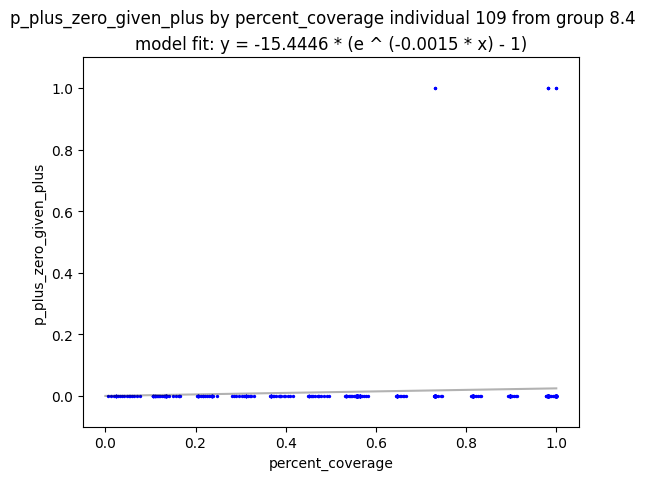 p_plus_zero_given_plus by percent_coverage individual 109 from group 8.4
model fit: y = -15.4446 * (e ^ (-0.0015 * x) - 1)
1.0
0.8
0.6
0.4
0.2
0.0
p_plus_zero_given_plus
0.0 0.2 0.4 0.6 0.8 1.0
percent_coverage